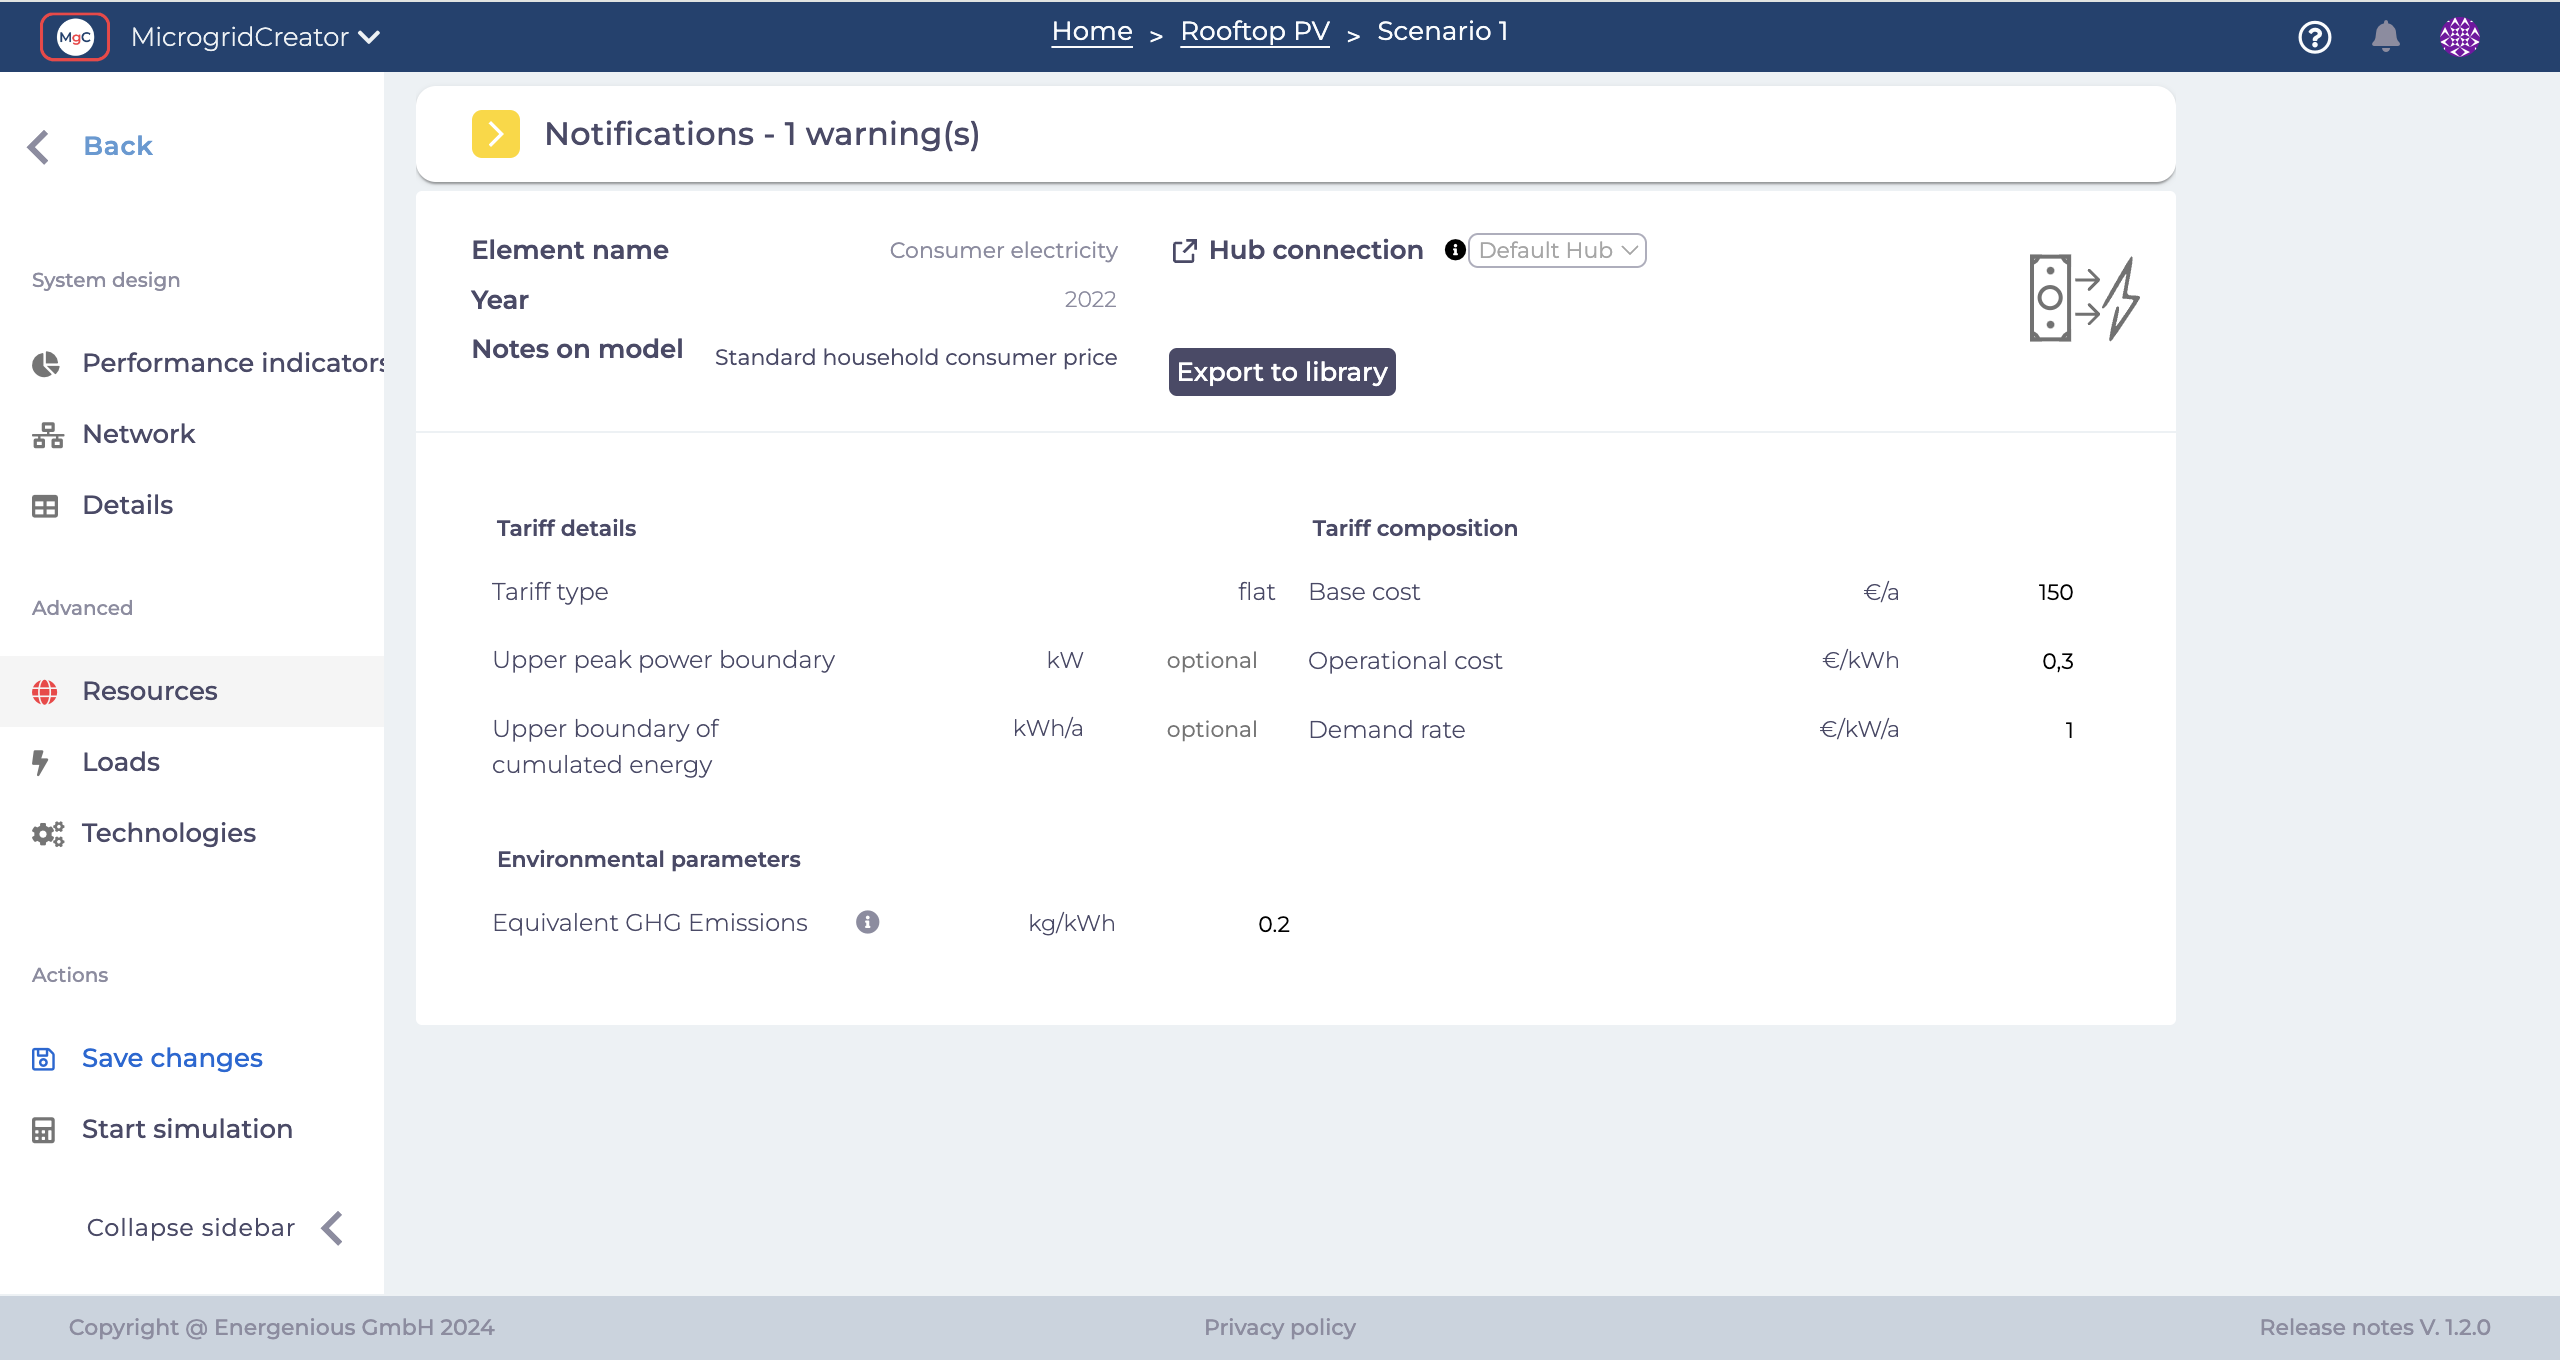 MgC MicrogridCreator Home > Rooftop PV > Scenario 1
Back
System design
Performance indicators
Network
Details
Advanced
Resources
Loads
Technologies
Actions
Save changes
Start simulation
Collapse sidebar
Notifications - 1 warning(s)
Element name Consumer electricity
Year 2022
Notes on model Standard household consumer price
Hub connection Default Hub
Export to library
Tariff details
Tariff type flat
Upper peak power boundary kW optional
Upper boundary of kWh/a optional
cumulated energy
Tariff composition
Base cost €/a 150
Operational cost €/kWh 0,3
Demand rate €/kW/a 1
Environmental parameters
Equivalent GHG Emissions kg/kWh 0.2
Copyright @ Energenious GmbH 2024 Privacy policy Release notes V. 1.2.0